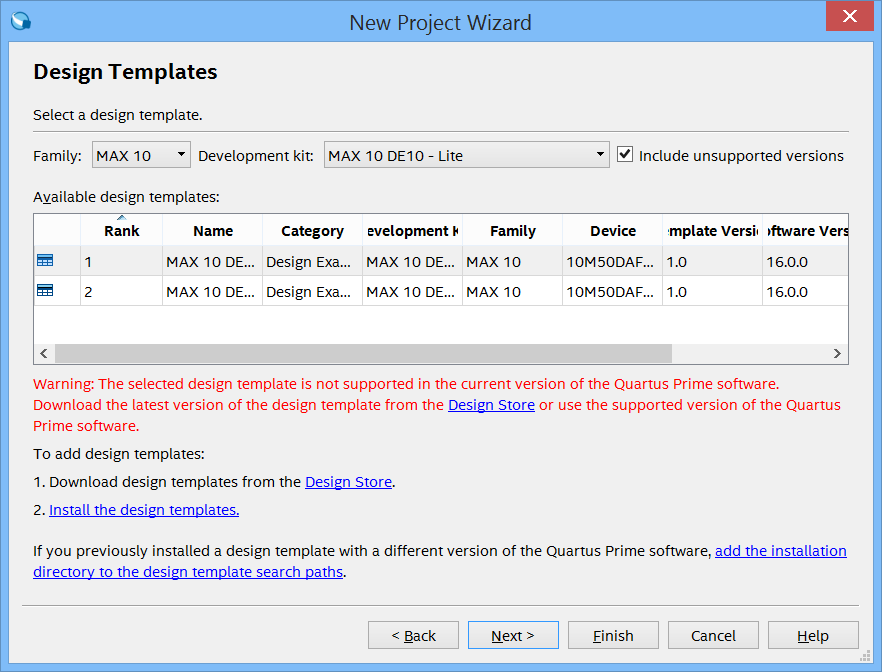 New Project Wizard
Design Templates
Select a design template.
Family: MAX 10 Development kit: MAX 10 DE10 - Lite Include unsupported versions
Available design templates:
Rank Name Category evelopment K Family Device emplate Versio oftware Vers
1 MAX 10 DE... Design Exa... MAX 10 DE... MAX 10 10M50DAF... 1.0 16.0.0
2 MAX 10 DE... Design Exa... MAX 10 DE... MAX 10 10M50DAF... 1.0 16.0.0
Warning: The selected design template is not supported in the current version of the Quartus Prime software.
Download the latest version of the design template from the Design Store or use the supported version of the Quartus
Prime software.
To add design templates:
1. Download design templates from the Design Store.
2. Install the design templates.
If you previously installed a design template with a different version of the Quartus Prime software, add the installation
directory to the design template search paths.
< Back Next > Finish Cancel Help